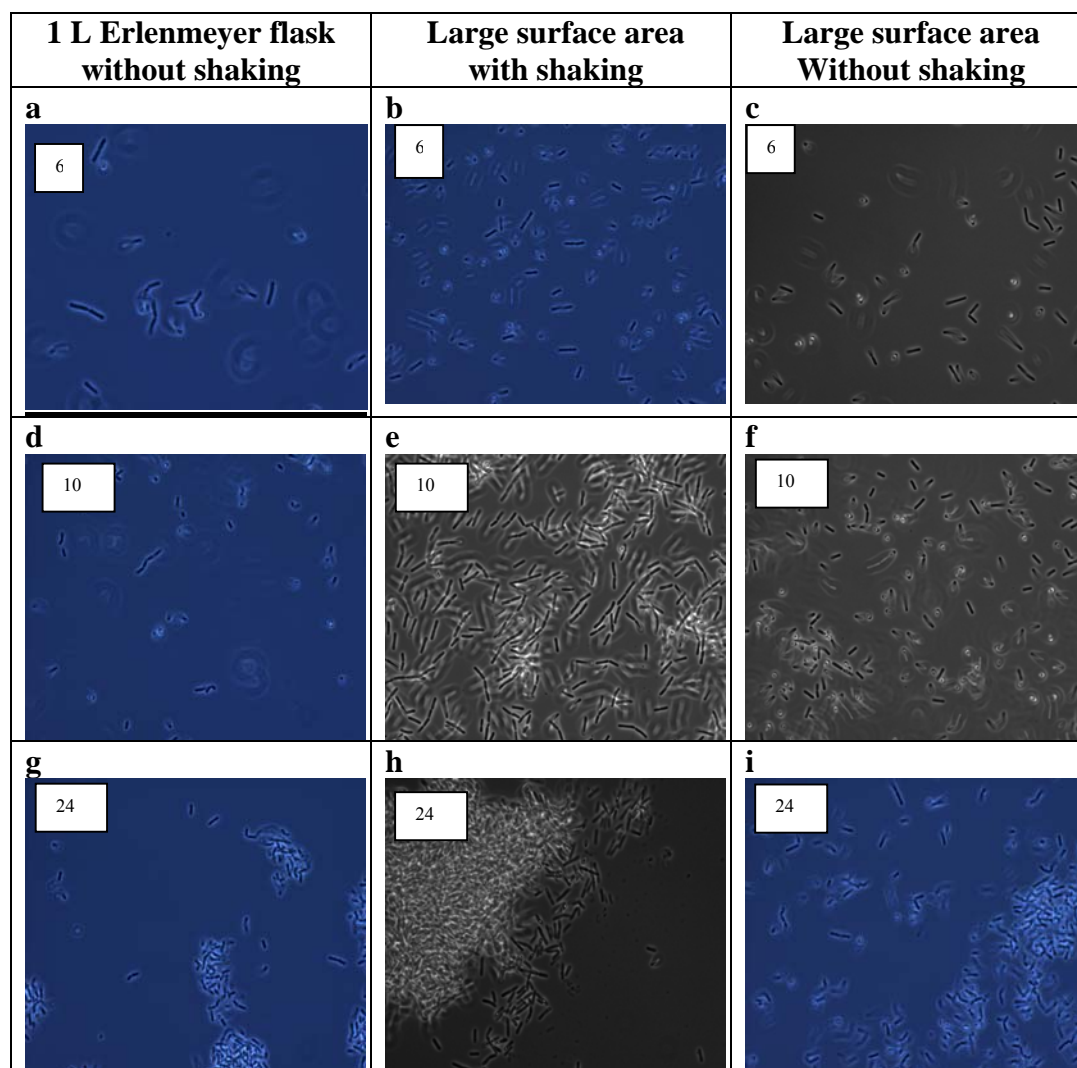 1 L Erlenmeyer flask
without shaking
Large surface area
with shaking
Large surface area
Without shaking
a
6
b
6
c
6
d
10
e
10
f
10
g
24
h
24
i
24